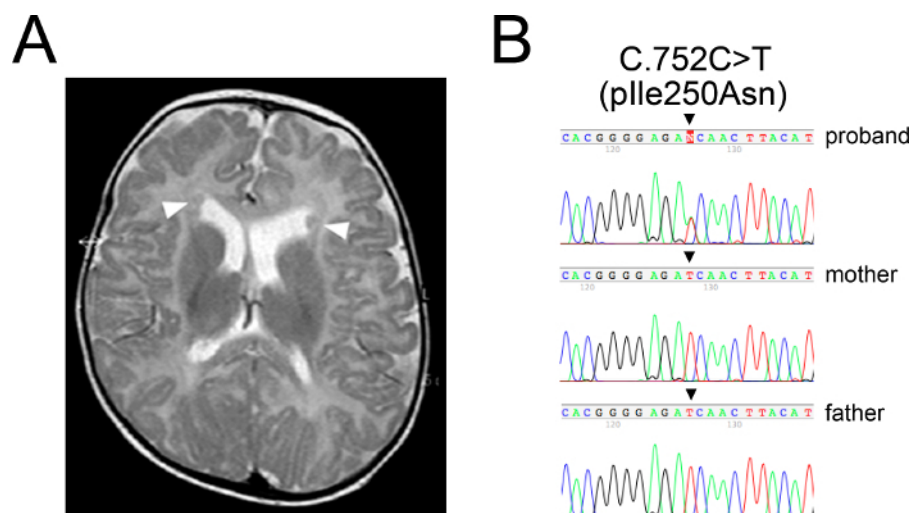 A
B
C.752C>T
(pIle250Asn)
CACGGGGAGANCAACTTACAT proband
120 130
CACGGGGAGATCAACTTACAT mother
120 130
CACGGGGAGATCAACTTACAT father
120 130